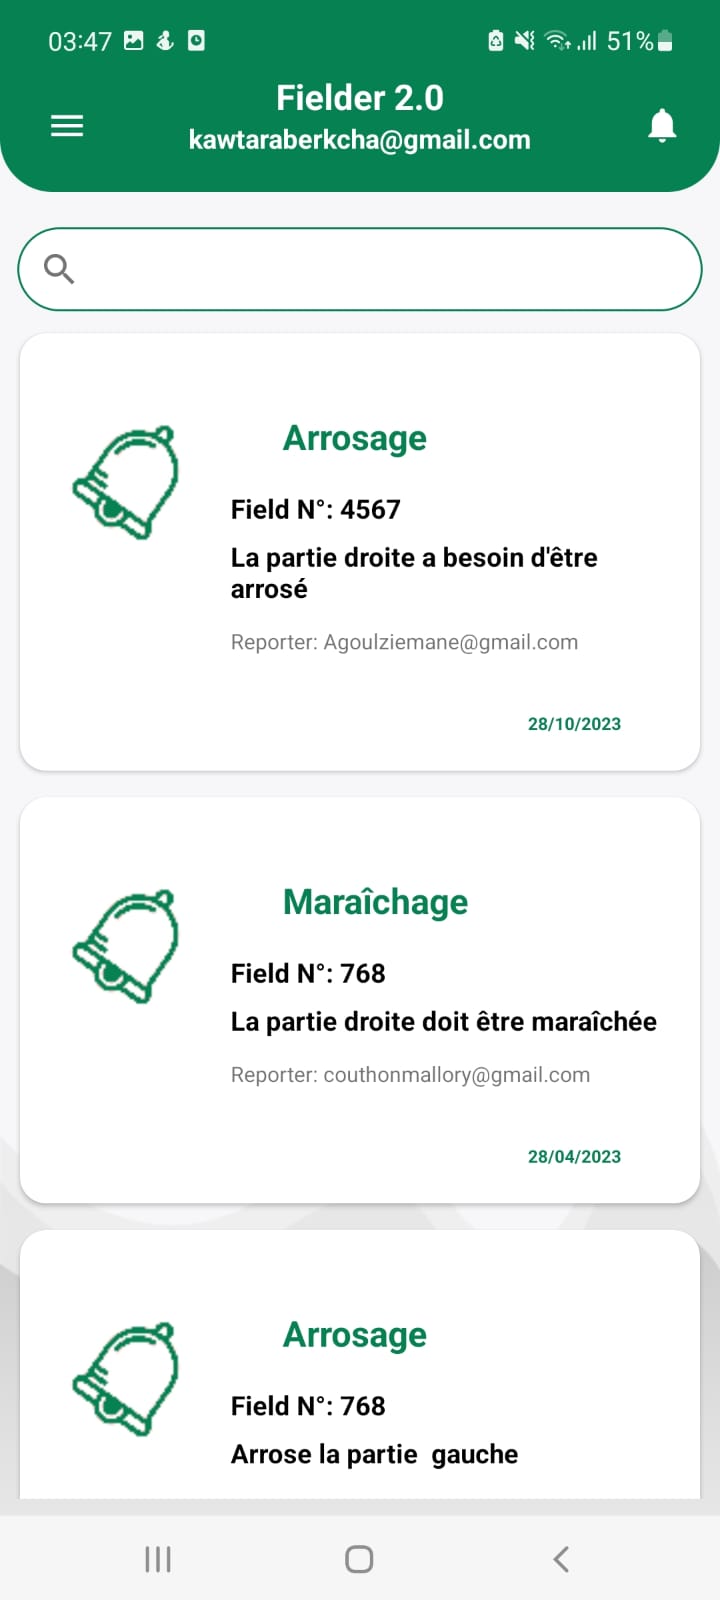 03:47
51%
Fielder 2.0
kawtaraberkcha@gmail.com
Arrosage
Field N°: 4567
La partie droite a besoin d'être
arrosé
Reporter: Agoulziemane@gmail.com
28/10/2023
Maraîchage
Field N°: 768
La partie droite doit être maraîchée
Reporter: couthonmallory@gmail.com
28/04/2023
Arrosage
Field N°: 768
Arrose la partie  gauche